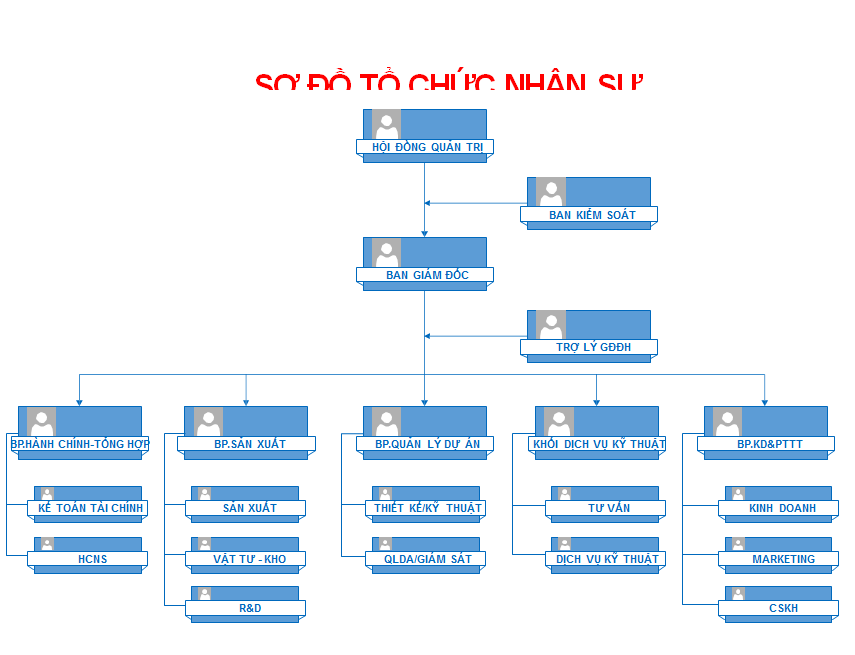 SƠ ĐỒ TỔ CHỨC NHÂN SỰ
HỘI ĐỒNG QUẢN TRỊ
BAN KIỂM SOÁT
BAN GIÁM ĐỐC
TRỢ LÝ GĐĐH
BP.HÀNH CHÍNH-TỔNG HỢP
BP.SẢN XUẤT
BP.QUẢN LÝ DỰ ÁN
KHỐI DỊCH VỤ KỸ THUẬT
BP.KD&PTTT
KẾ TOÁN TÀI CHÍNH
SẢN XUẤT
THIẾT KẾ/KỸ THUẬT
TƯ VẤN
KINH DOANH
HCNS
VẬT TƯ - KHO
QLDA/GIÁM SÁT
DỊCH VỤ KỸ THUẬT
MARKETING
R&D
CSKH